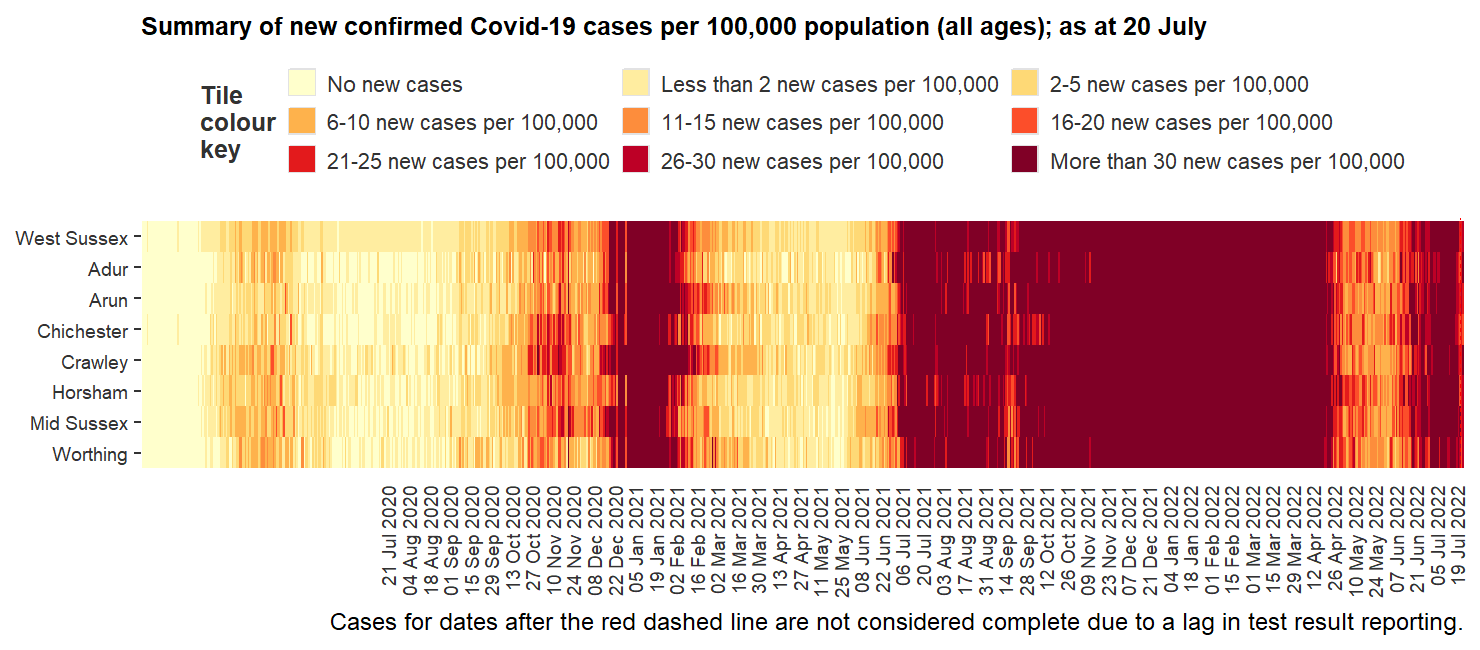 Summary of new confirmed Covid-19 cases per 100,000 population (all ages); as at 20 July
Tile
colour
key
No new cases
Less than 2 new cases per 100,000
2-5 new cases per 100,000
6-10 new cases per 100,000
11-15 new cases per 100,000
16-20 new cases per 100,000
21-25 new cases per 100,000
26-30 new cases per 100,000
More than 30 new cases per 100,000
West Sussex
Adur
Arun
Chichester
Crawley
Horsham
Mid Sussex
Worthing
21 Jul 2020
04 Aug 2020
18 Aug 2020
01 Sep 2020
15 Sep 2020
29 Sep 2020
13 Oct 2020
27 Oct 2020
10 Nov 2020
24 Nov 2020
08 Dec 2020
22 Dec 2020
05 Jan 2021
19 Jan 2021
02 Feb 2021
16 Feb 2021
02 Mar 2021
16 Mar 2021
30 Mar 2021
13 Apr 2021
27 Apr 2021
11 May 2021
25 May 2021
08 Jun 2021
22 Jun 2021
06 Jul 2021
20 Jul 2021
03 Aug 2021
17 Aug 2021
31 Aug 2021
14 Sep 2021
28 Sep 2021
12 Oct 2021
26 Oct 2021
09 Nov 2021
23 Nov 2021
07 Dec 2021
21 Dec 2021
04 Jan 2022
18 Jan 2022
01 Feb 2022
15 Feb 2022
01 Mar 2022
15 Mar 2022
29 Mar 2022
12 Apr 2022
26 Apr 2022
10 May 2022
24 May 2022
07 Jun 2022
21 Jun 2022
05 Jul 2022
19 Jul 2022
Cases for dates after the red dashed line are not considered complete due to a lag in test result reporting.